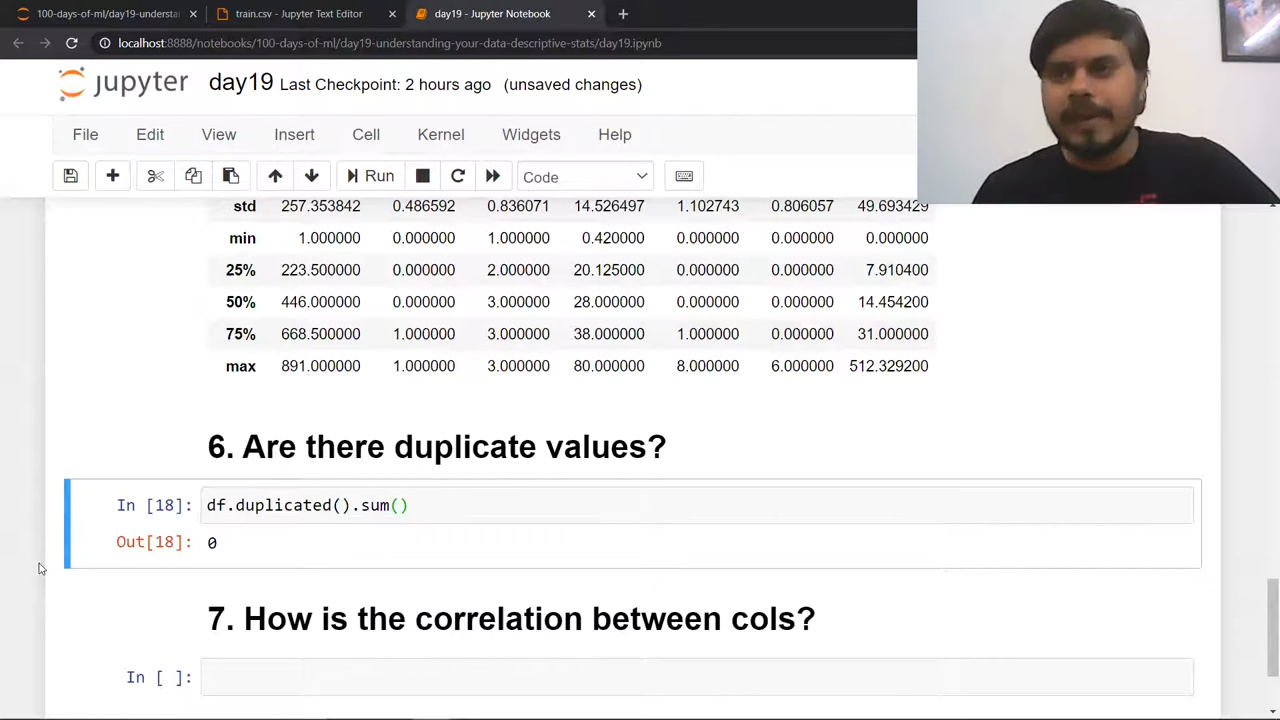 100-days-of-ml/day19-understa
train.csv - Jupyter Text Editor
day19 - Jupyter Notebook
localhost:8888/notebooks/100-days-of-ml/day19-understanding-your-data-descriptive-stats/day19.ipynb
jupyter day19 Last Checkpoint: 2 hours ago (unsaved changes)
File Edit View Insert Cell Kernel Widgets Help
Run Code
std 257.353842 0.486592 0.836071 14.526497 1.102743 0.806057 49.693429
min 1.000000 0.000000 1.000000 0.420000 0.000000 0.000000 0.000000
25% 223.500000 0.000000 2.000000 20.125000 0.000000 0.000000 7.910400
50% 446.000000 0.000000 3.000000 28.000000 0.000000 0.000000 14.454200
75% 668.500000 1.000000 3.000000 38.000000 1.000000 0.000000 31.000000
max 891.000000 1.000000 3.000000 80.000000 8.000000 6.000000 512.329200
6. Are there duplicate values?
In [18]: df.duplicated().sum()
Out[18]: 0
7. How is the correlation between cols?
In [ ]: